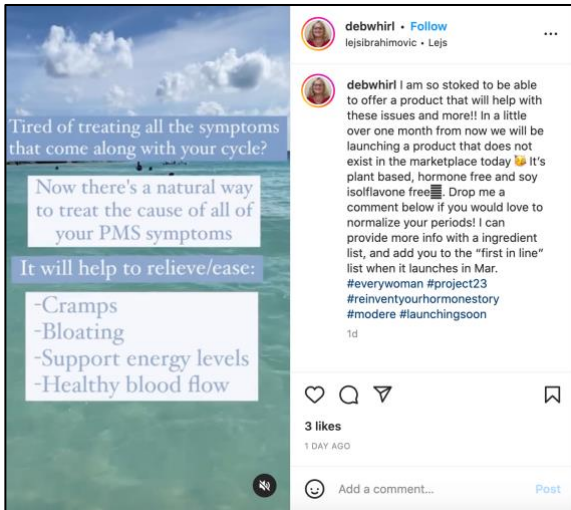 Tired of treating all the symptoms
that come along with your cycle?
Now there's a natural way
to treat the cause of all of
your PMS symptoms
It will help to relieve/ease:
-Cramps
-Bloating
-Support energy levels
-Healthy blood flow
debwhirl • Follow
lejsibrahimovic • Lejs
debwhirl I am so stoked to be able
to offer a product that will help with
these issues and more!! In a little
over one month from now we will be
launching a product that does not
exist in the marketplace today 🥳 It's
plant based, hormone free and soy
isolflavone free. Drop me a
comment below if you would love to
normalize your periods! I can
provide more info with a ingredient
list, and add you to the “first in line”
list when it launches in Mar.
#everywoman #project23
#reinventyourhormonestory
#modere #launchingsoon
1d
3 likes
1 DAY AGO
Add a comment...
Post